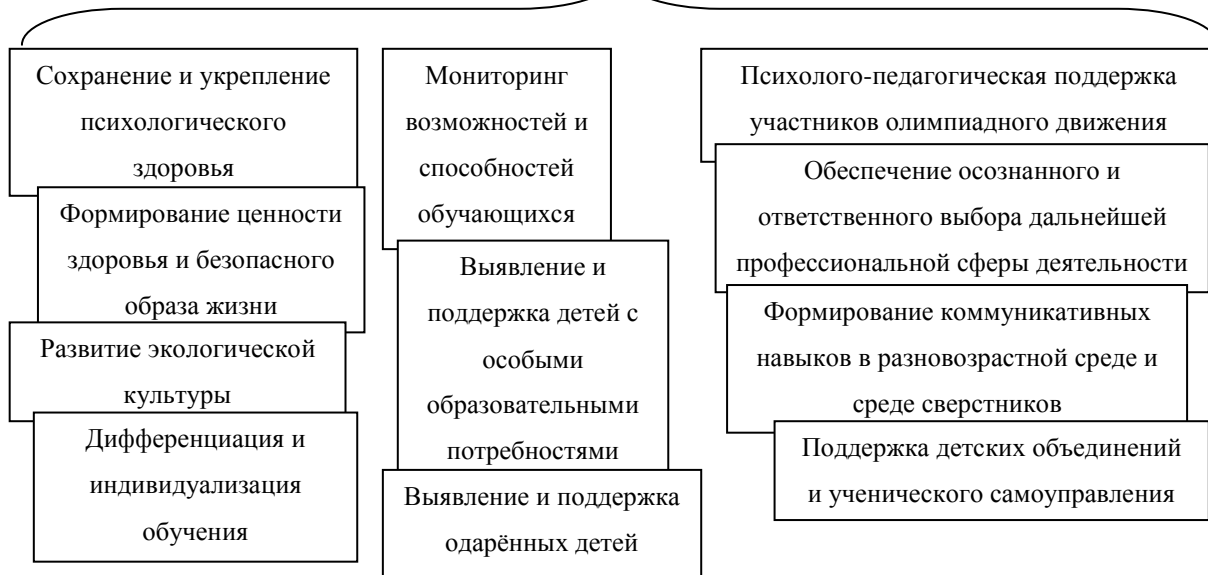 Сохранение и укрепление
психологического
здоровья
Формирование ценности
здоровья и безопасного
образа жизни
Развитие экологической
культуры
Дифференциация и
индивидуализация
обучения
Мониторинг
возможностей и
способностей
обучающихся
Выявление и
поддержка детей с
особыми
образовательными
потребностями
Выявление и поддержка
одарённых детей
Психолого-педагогическая поддержка
участников олимпиадного движения
Обеспечение осознанного и
ответственного выбора дальнейшей
профессиональной сферы деятельности
Формирование коммуникативных
навыков в разновозрастной среде и
среде сверстников
Поддержка детских объединений
и ученического самоуправления